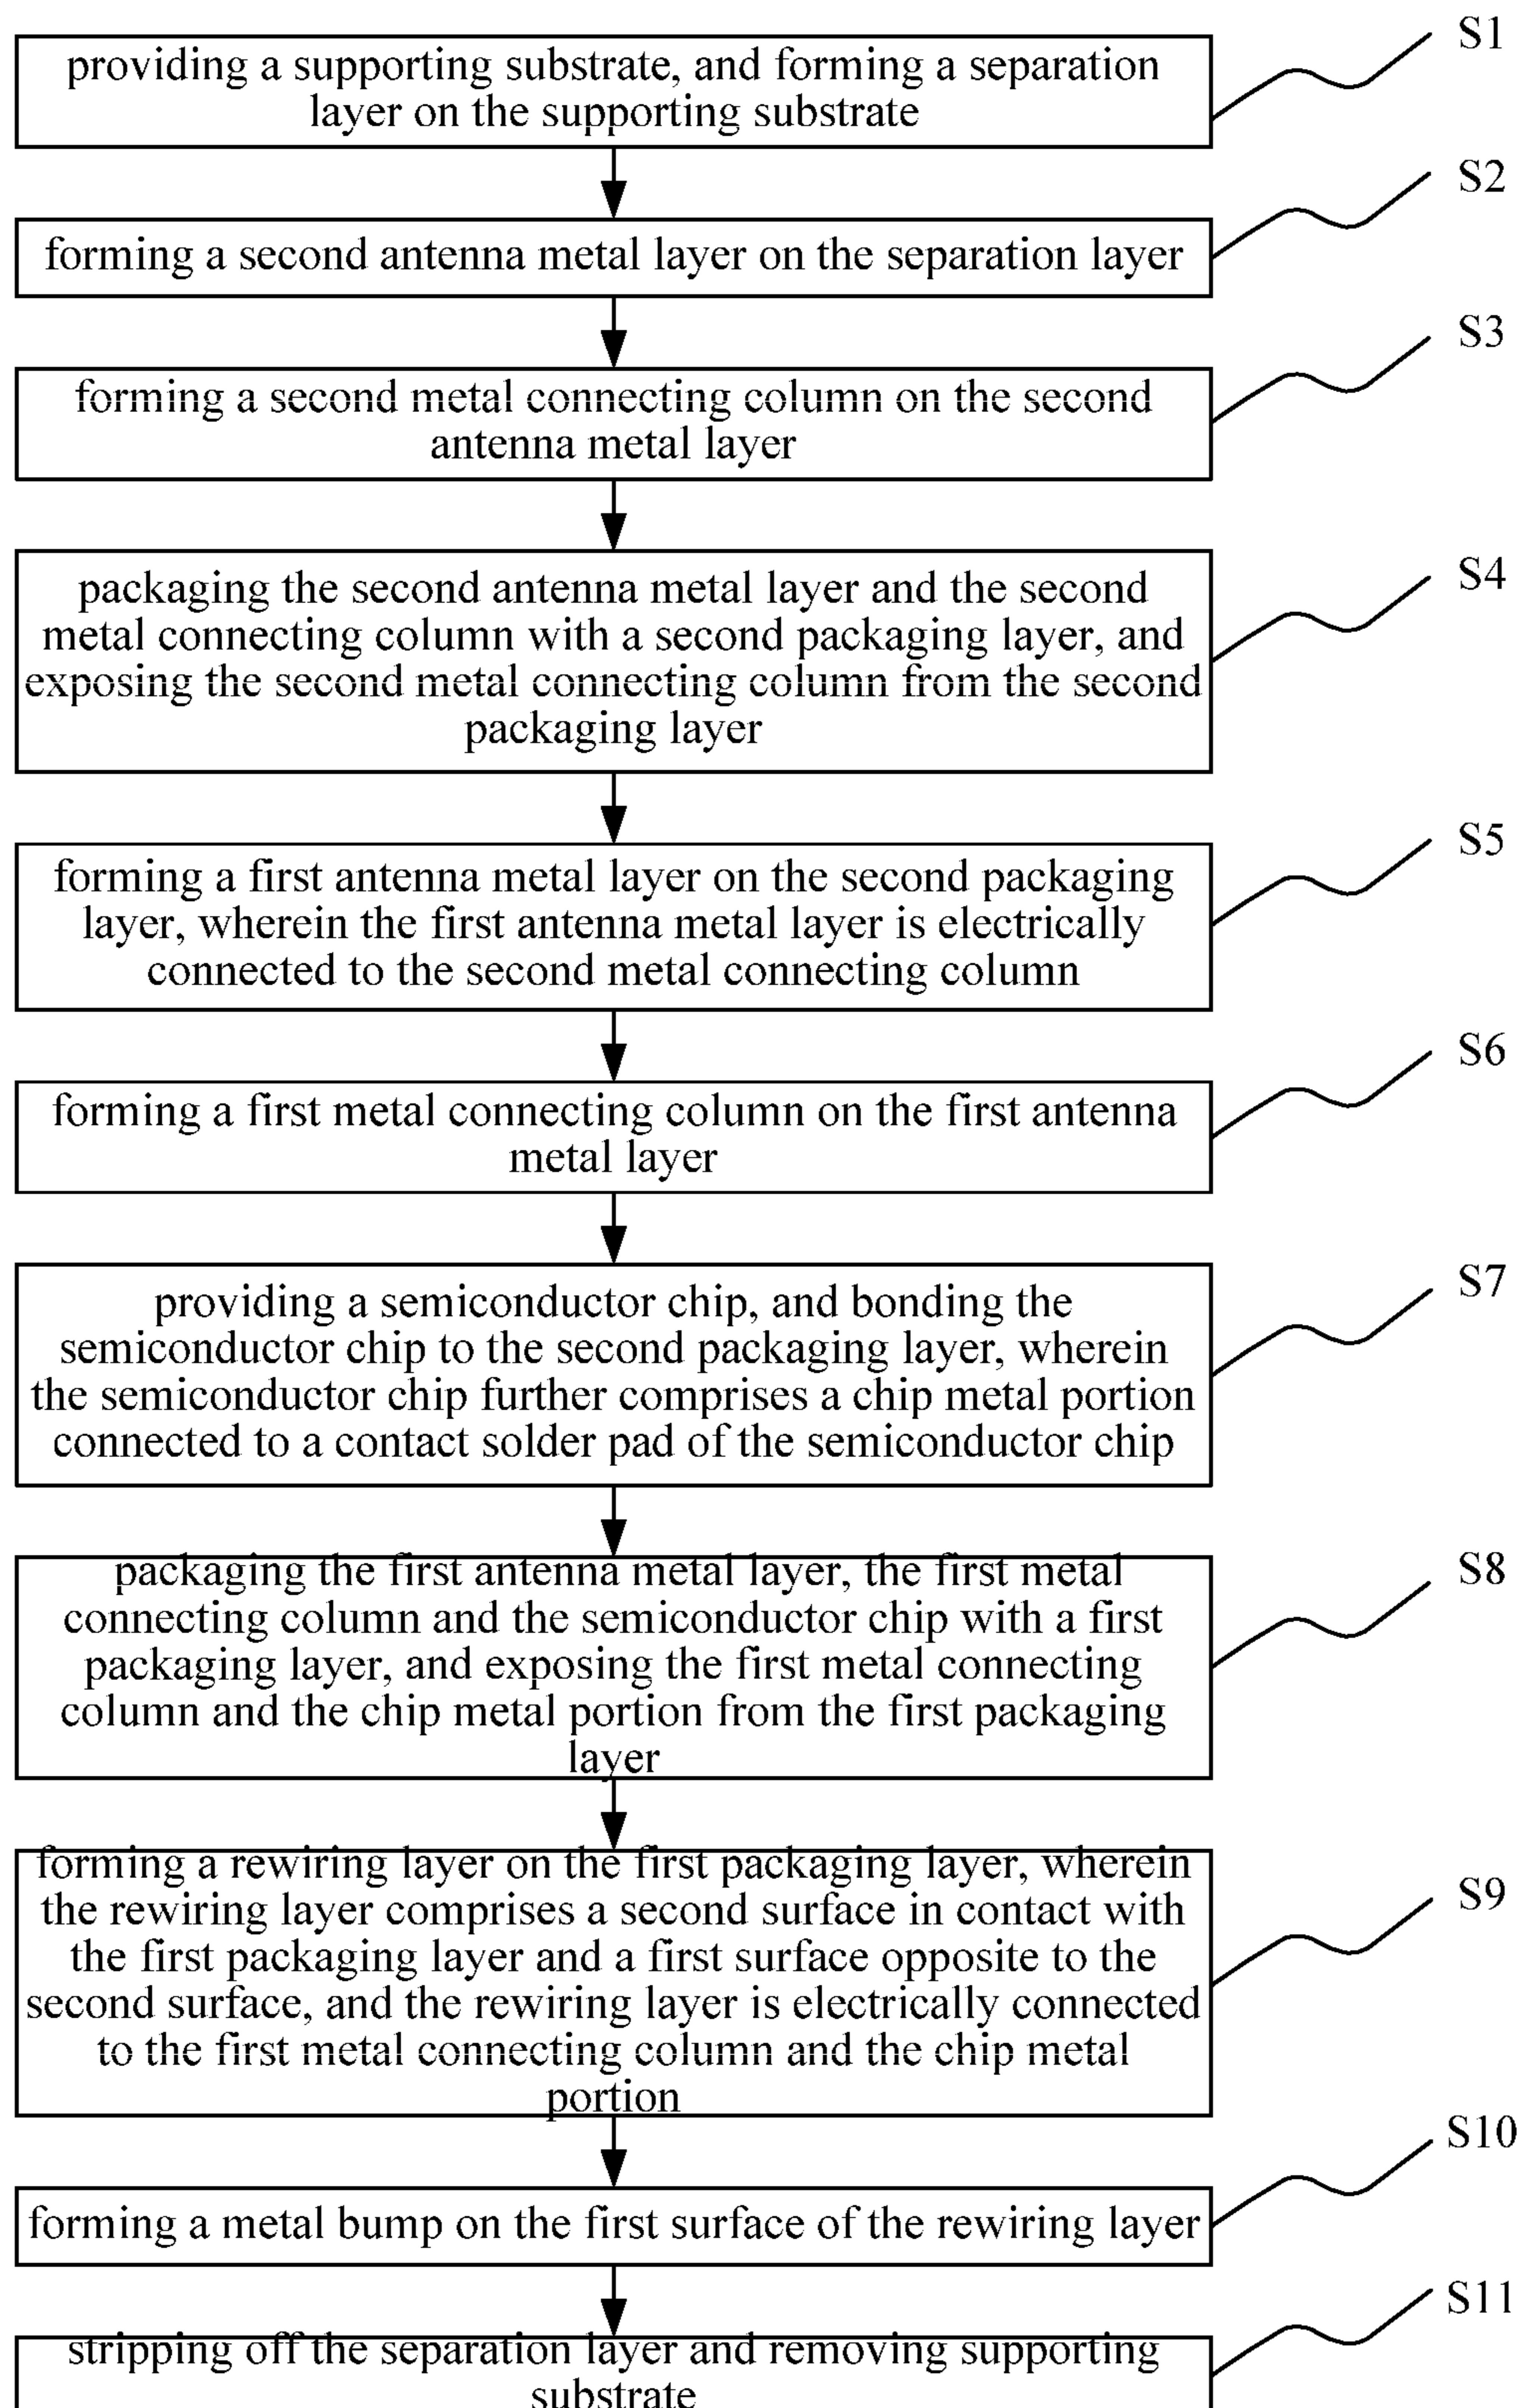 S1
providing a supporting substrate, and forming a separation
layer on the supporting substrate
S2
forming a second antenna metal layer on the separation layer
S3
forming a second metal connecting column on the second
antenna metal layer
S4
packaging the second antenna metal layer and the second
metal connecting column with a second packaging layer, and
exposing the second metal connecting column from the second
packaging layer
S5
forming a first antenna metal layer on the second packaging
layer, wherein the first antenna metal layer is electrically
connected to the second metal connecting column
S6
forming a first metal connecting column on the first antenna
metal layer
S7
providing a semiconductor chip, and bonding the
semiconductor chip to the second packaging layer, wherein
the semiconductor chip further comprises a chip metal portion
connected to a contact solder pad of the semiconductor chip
S8
packaging the first antenna metal layer, the first metal
connecting column and the semiconductor chip with a first
packaging layer, and exposing the first metal connecting
column and the chip metal portion from the first packaging
layer
S9
forming a rewiring layer on the first packaging layer, wherein
the rewiring layer comprises a second surface in contact with
the first packaging layer and a first surface opposite to the
second surface, and the rewiring layer is electrically connected
to the first metal connecting column and the chip metal
portion
S10
forming a metal bump on the first surface of the rewiring layer
S11
stripping off the separation layer and removing supporting
substrate